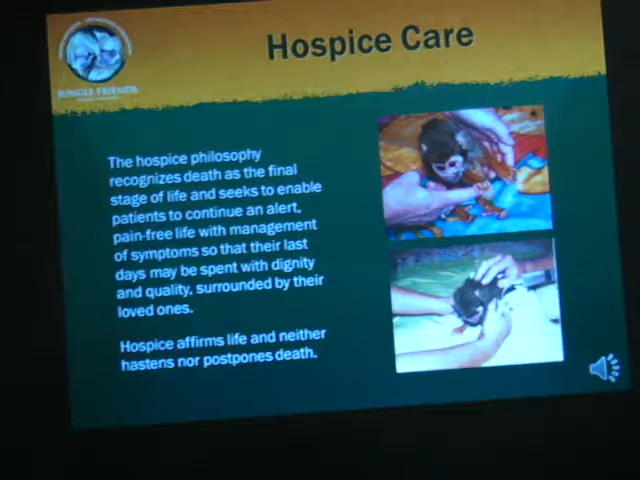 JUNGLE FRIENDS
Hospice Care
The hospice philosophy
recognizes death as the final
stage of life and seeks to enable
patients to continue an alert,
pain-free life with management
of symptoms so that their last
days may be spent with dignity
and quality, surrounded by their
loved ones.
Hospice affirms life and neither
hastens nor postpones death.